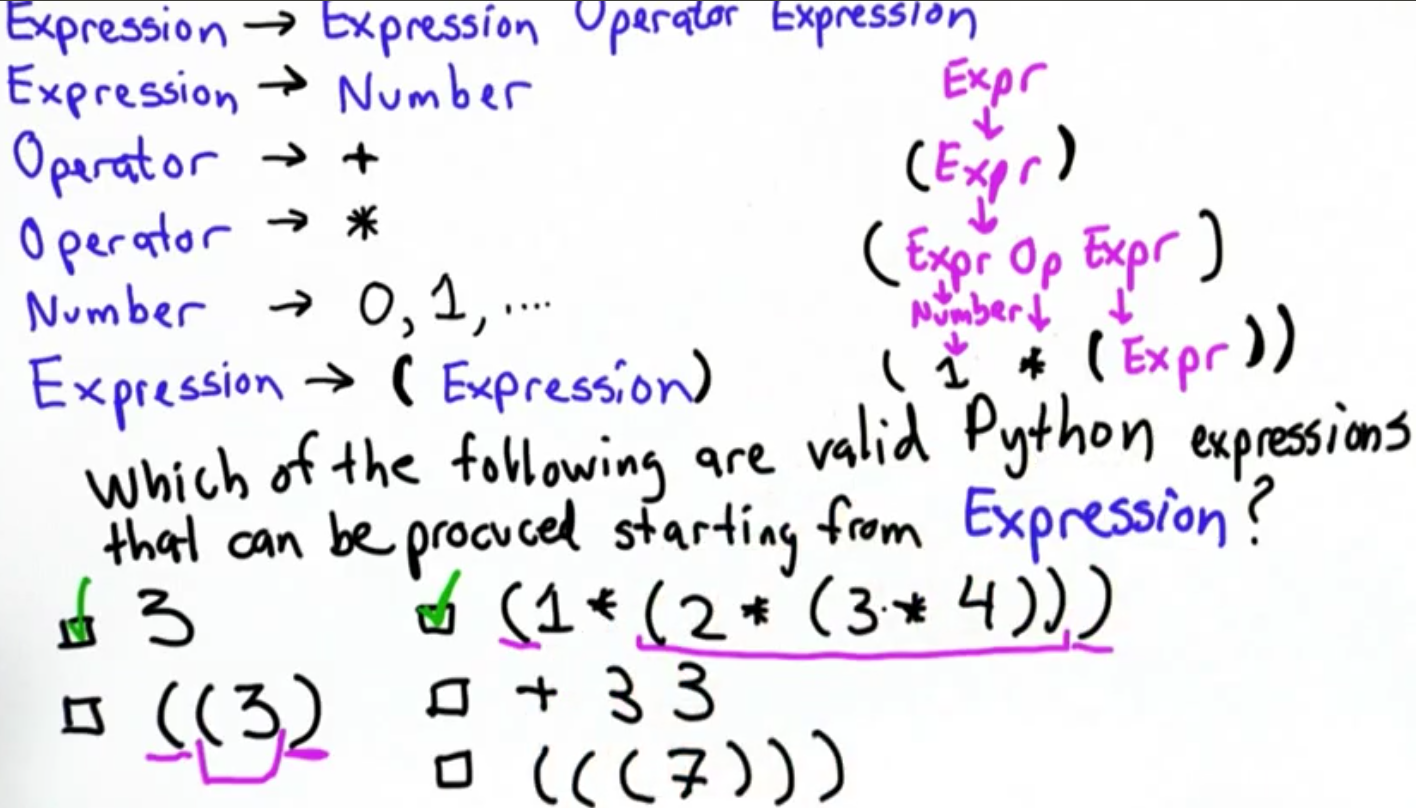 Expression → Expression Operator Expression
Expression → Number
Operator → +
Operator → *
Number → 0, 1, ....
Expression → ( Expression )
Expr
↓
( Expr )
↓
( Expr Op Expr )
↓ ↓ ↓
Number
↓
( 1 * ( Expr ) )
Which of the following are valid Python expressions
that can be procuced starting from Expression?
3
(1 * (2 * (3 * 4)))
((3)
+ 3 3
(((7)))